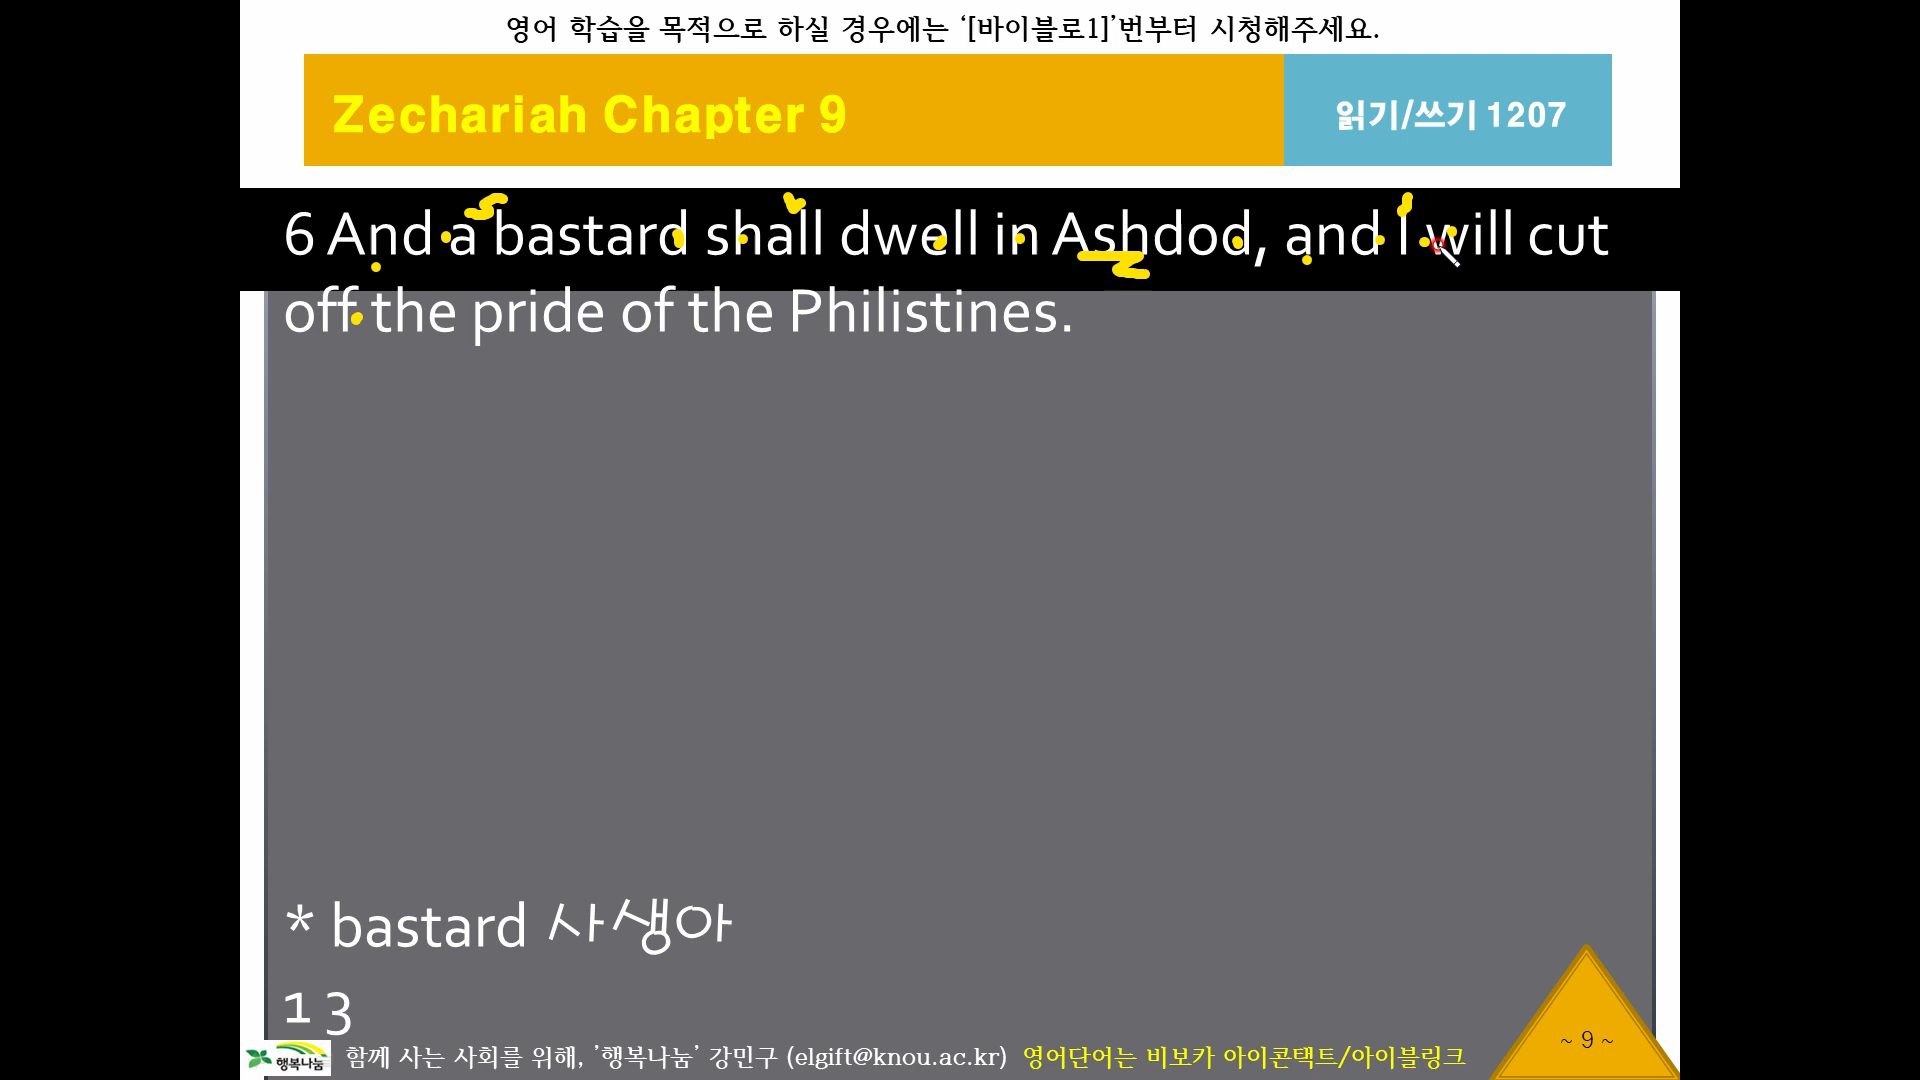 영어 학습을 목적으로 하실 경우에는 ‘[바이블로1]’번부터 시청해주세요.
Zechariah Chapter 9
읽기/쓰기 1207
6 And a bastard shall dwell in Ashdod, and I will cut
off the pride of the Philistines.
* bastard 사생아
1 3
~ 9 ~
행복나눔
함께 사는 사회를 위해, ’행복나눔’ 강민구 (elgift@knou.ac.kr) 영어단어는 비보카 아이콘택트/아이블링크